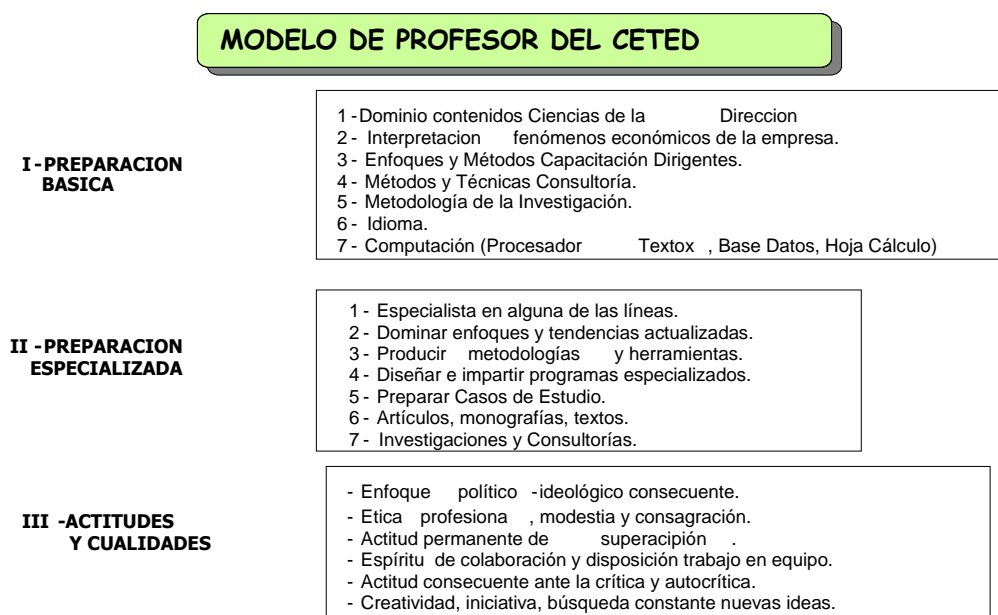 MODELO DE PROFESOR DEL CETED
I-PREPARACION
BASICA
1 -Dominio contenidos Ciencias de la Direccion
2 - Interpretacion fenómenos económicos de la empresa.
3 - Enfoques y Métodos Capacitación Dirigentes.
4 - Métodos y Técnicas Consultoría.
5 - Metodología de la Investigación.
6 - Idioma.
7 - Computación (Procesador Textox , Base Datos, Hoja Cálculo)
II -PREPARACION
ESPECIALIZADA
1 - Especialista en alguna de las líneas.
2 - Dominar enfoques y tendencias actualizadas.
3 - Producir metodologías y herramientas.
4 - Diseñar e impartir programas especializados.
5 - Preparar Casos de Estudio.
6 - Artículos, monografías, textos.
7 - Investigaciones y Consultorías.
III -ACTITUDES
Y CUALIDADES
- Enfoque político -ideológico consecuente.
- Etica profesiona , modestia y consagración.
- Actitud permanente de superacipión .
- Espíritu de colaboración y disposición trabajo en equipo.
- Actitud consecuente ante la crítica y autocrítica.
- Creatividad, iniciativa, búsqueda constante nuevas ideas.